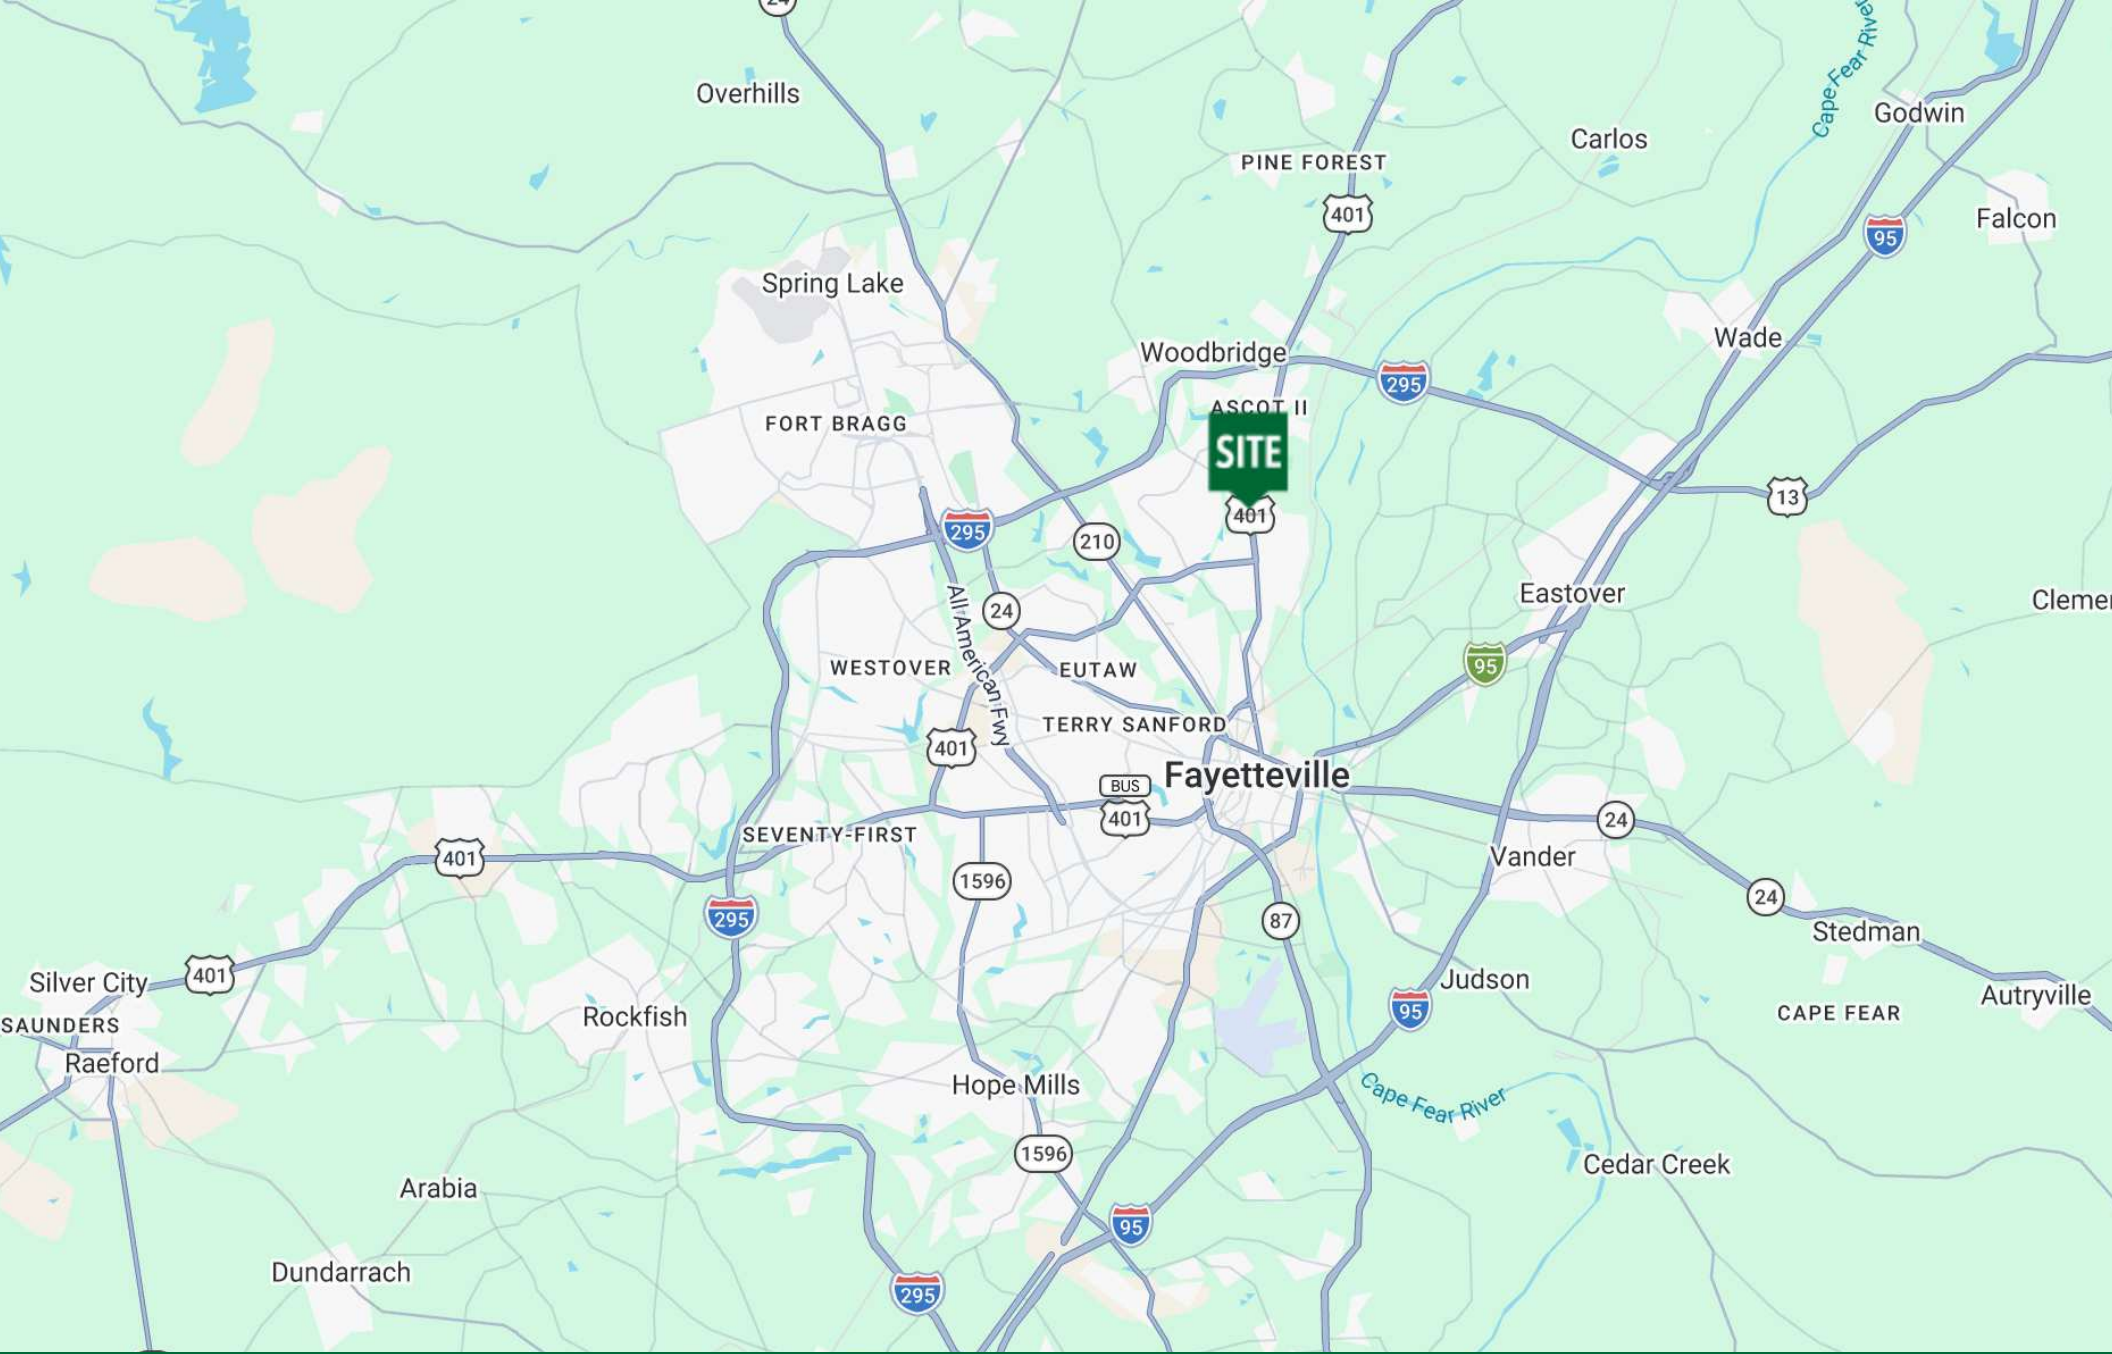 24
Overhills
Cape Fear River
Godwin
Carlos
PINE FOREST
401
Falcon
95
Spring Lake
Wade
Woodbridge
295
ASCOT II
FORT BRAGG
SITE
13
401
295
210
Eastover
Clemer
All American Fwy
24
95
WESTOVER
EUTAW
TERRY SANFORD
401
Fayetteville
BUS
401
24
SEVENTY-FIRST
401
Vander
1596
24
295
87
Stedman
401
Silver City
Judson
Autryville
95
CAPE FEAR
Rockfish
SAUNDERS
Raeford
Hope Mills
Cape Fear River
1596
Cedar Creek
Arabia
95
Dundarrach
295